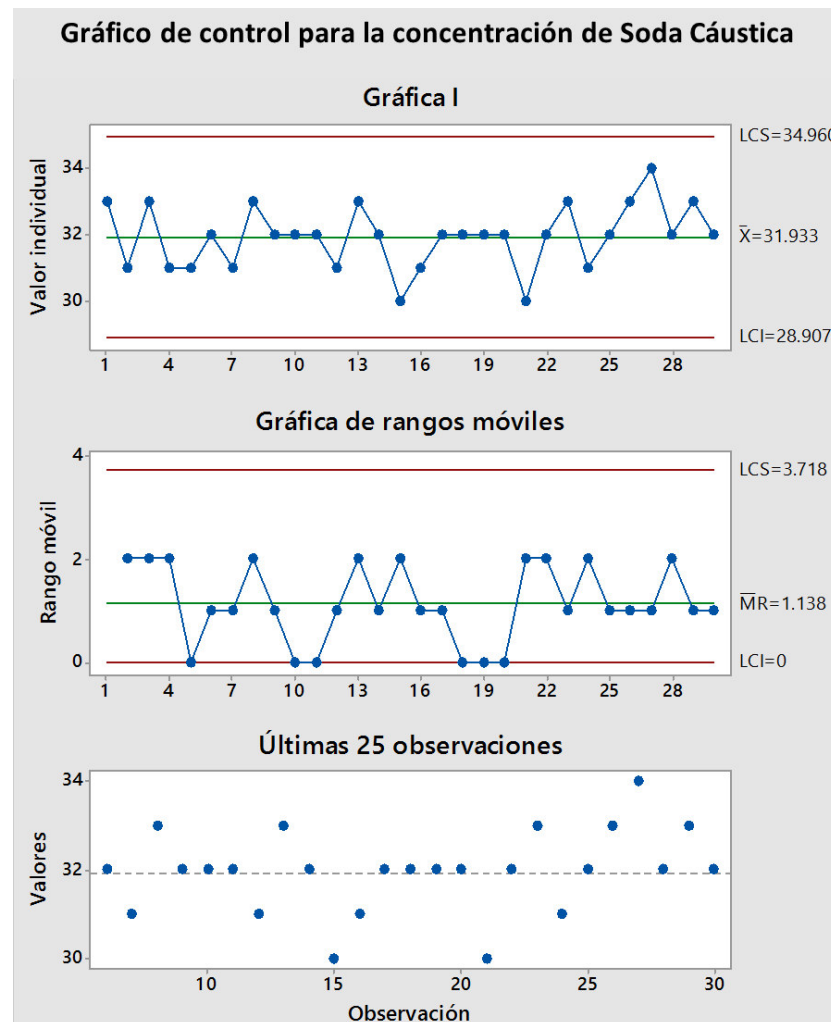 Gráfico de control para la concentración de Soda Cáustica
Gráfica I
Valor individual
34
32
30
LCS=34.960
X̄=31.933
LCI=28.907
1 4 7 10 13 16 19 22 25 28
Gráfica de rangos móviles
Rango móvil
4
2
0
LCS=3.718
M̅R̅=1.138
LCI=0
1 4 7 10 13 16 19 22 25 28
Últimas 25 observaciones
Valores
34
32
30
10 15 20 25 30
Observación